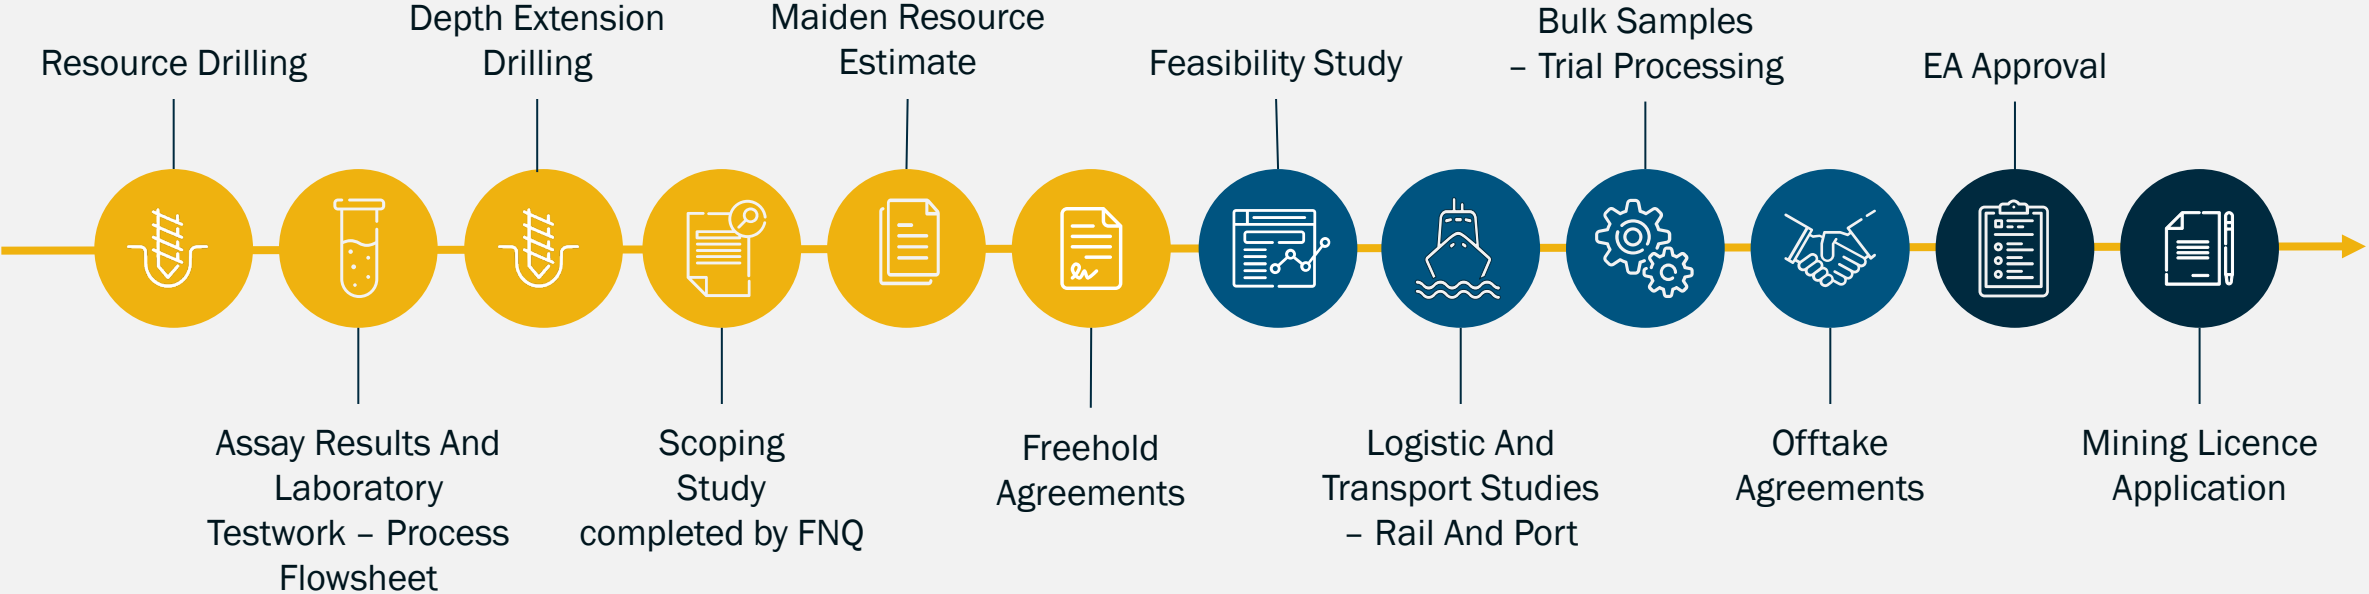 Resource Drilling
Assay Results And
Laboratory
Testwork – Process
Flowsheet
Depth Extension
Drilling
Scoping
Study
completed by FNQ
Maiden Resource
Estimate
Freehold
Agreements
Feasibility Study
Logistic And
Transport Studies
– Rail And Port
Bulk Samples
– Trial Processing
Offtake
Agreements
EA Approval
Mining Licence
Application